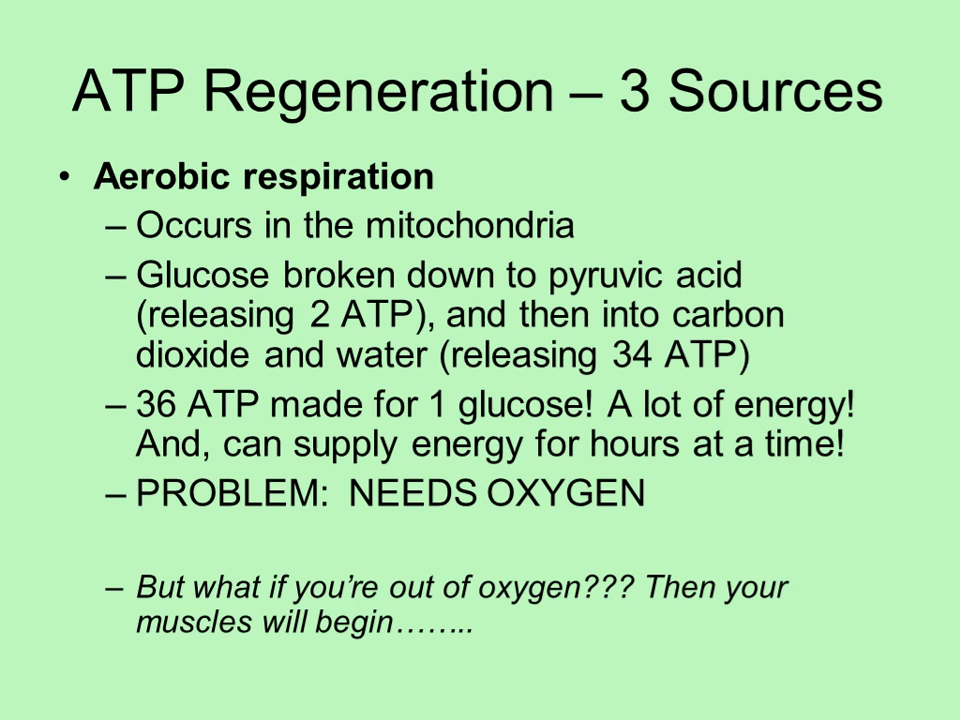 ATP Regeneration – 3 Sources
• Aerobic respiration
– Occurs in the mitochondria
– Glucose broken down to pyruvic acid
(releasing 2 ATP), and then into carbon
dioxide and water (releasing 34 ATP)
– 36 ATP made for 1 glucose! A lot of energy!
And, can supply energy for hours at a time!
– PROBLEM:  NEEDS OXYGEN
– But what if you’re out of oxygen??? Then your
muscles will begin……..